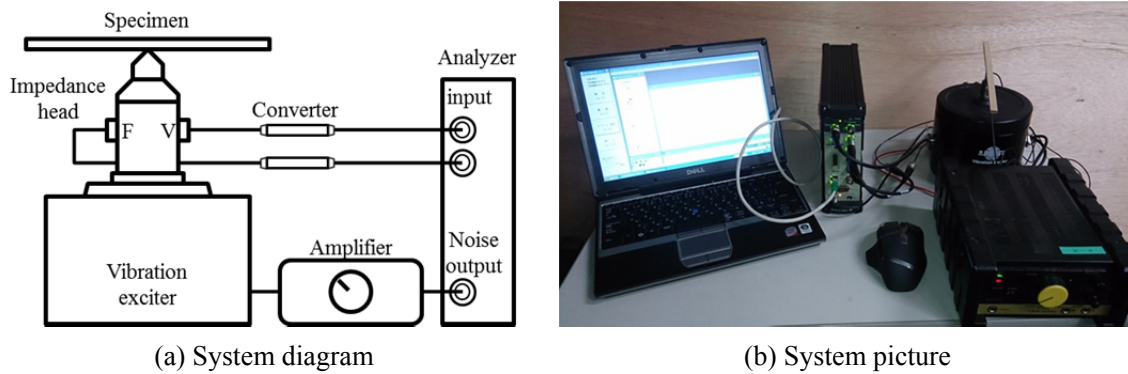 Specimen
Analyzer
Impedance
head
Converter
input
F V
Noise
output
Amplifier
Vibration
exciter
(a) System diagram
DELL
(b) System picture